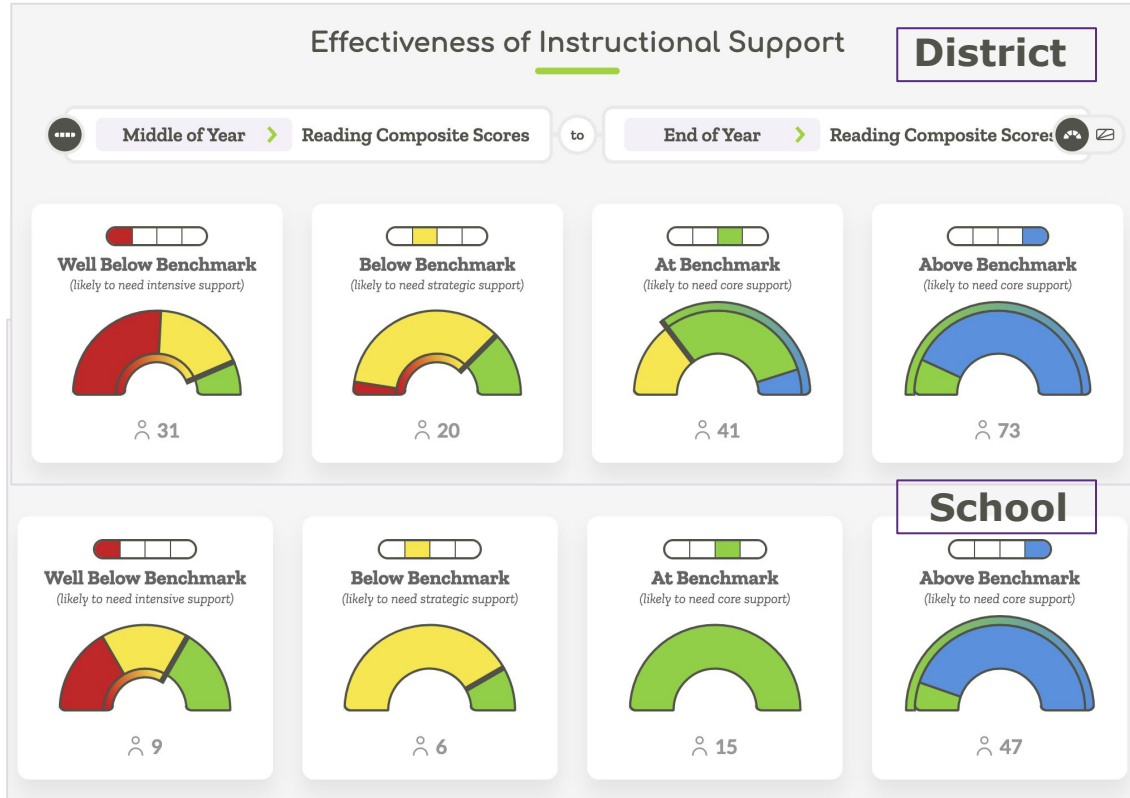 Effectiveness of Instructional Support
District
Middle of Year > Reading Composite Scores to End of Year > Reading Composite Scores
Well Below Benchmark
(likely to need intensive support)
31
Below Benchmark
(likely to need strategic support)
20
At Benchmark
(likely to need core support)
41
Above Benchmark
(likely to need core support)
73
School
Well Below Benchmark
(likely to need intensive support)
9
Below Benchmark
(likely to need strategic support)
6
At Benchmark
(likely to need core support)
15
Above Benchmark
(likely to need core support)
47